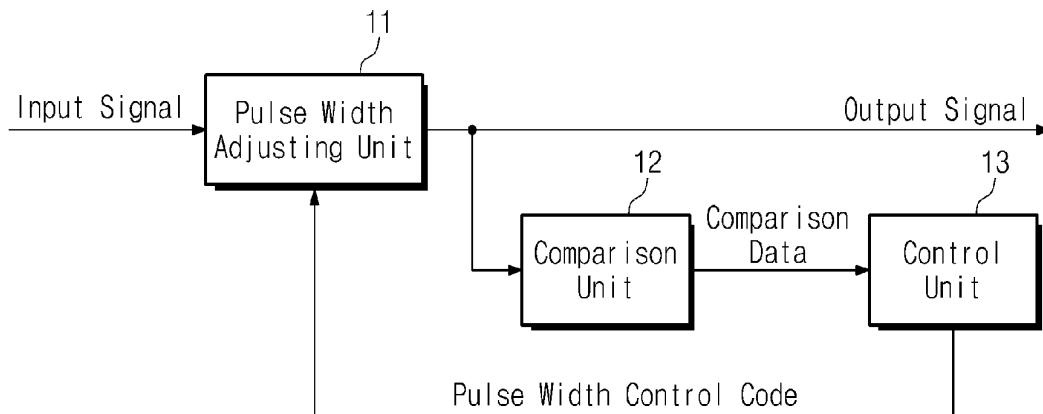 11
Input Signal
Pulse Width
Adjusting Unit
Output Signal
12
13
Comparison
Unit
Comparison
Data
Control
Unit
Pulse Width Control Code